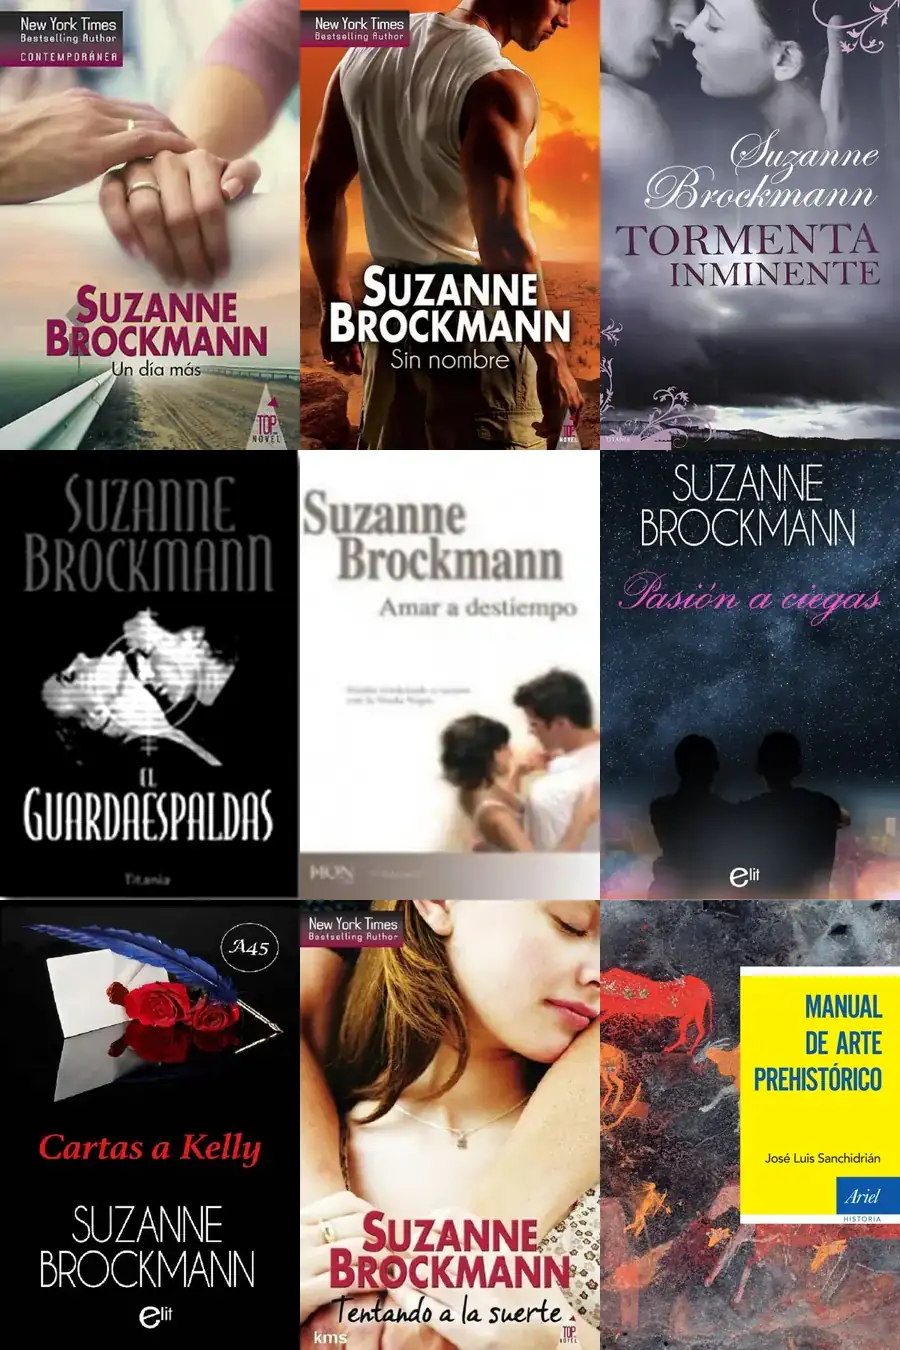 New York Times
Bestselling Author
CONTEMPORÁNEA
SUZANNE
BROCKMANN
Un día más
TOP
NOVEL
New York Times
Bestselling Author
SUZANNE
BROCKMANN
Sin nombre
TOP
NOVEL
Suzanne
Brockmann
TORMENTA
INMINENTE
TITANIA
SUZANNE
BROCKMANN
EL
GUARDAESPALDAS
Titania
Suzanne
Brockmann
Amar a destiempo
SUZANNE
BROCKMANN
Pasión a ciegas
elit
A45
Cartas a Kelly
SUZANNE
BROCKMANN
elit
New York Times
Bestselling Author
SUZANNE
BROCKMANN
Tentando a la suerte
kms
TOP
NOVEL
MANUAL
DE ARTE
PREHISTÓRICO
José Luis Sanchidrián
Ariel
HISTORIA